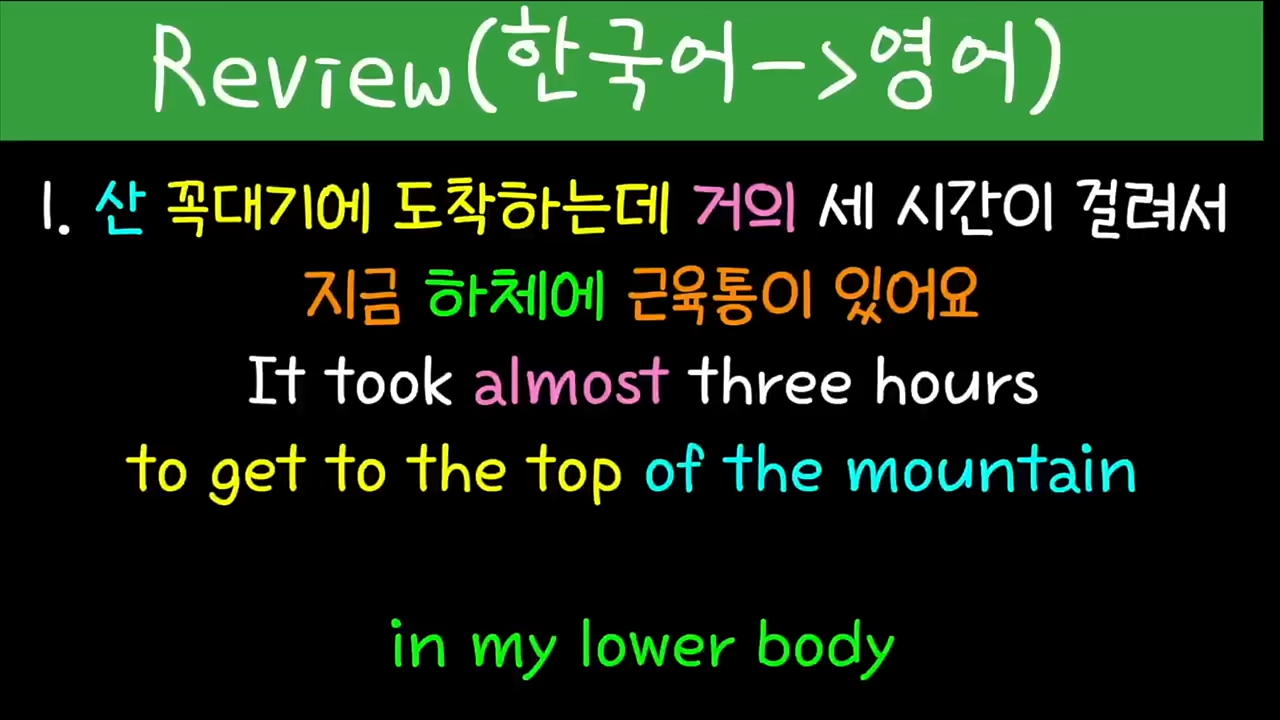 Review(한국어->영어)
1. 산 꼭대기에 도착하는데 거의 세 시간이 걸려서
지금 하체에 근육통이 있어요
It took almost three hours
to get to the top of the mountain
in my lower body